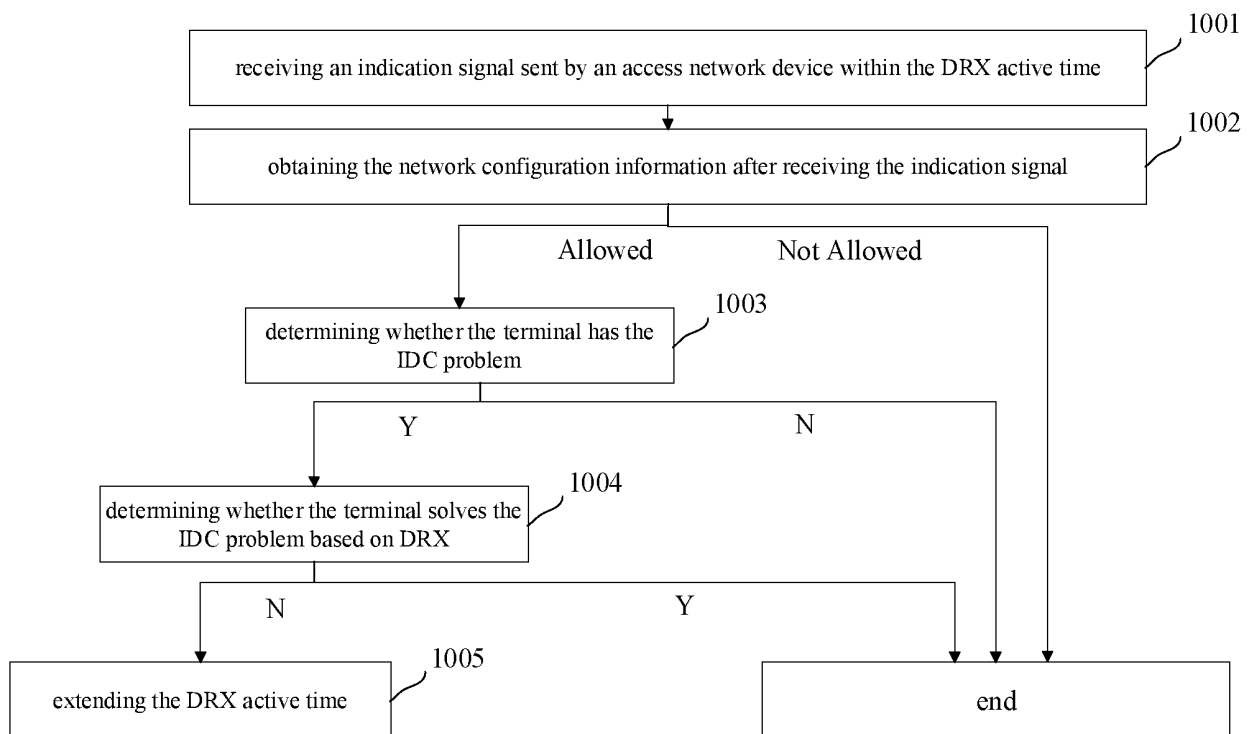 1001
receiving an indication signal sent by an access network device within the DRX active time
1002
obtaining the network configuration information after receiving the indication signal
Allowed
Not Allowed
1003
determining whether the terminal has the
IDC problem
Y
N
1004
determining whether the terminal solves the
IDC problem based on DRX
N
Y
1005
extending the DRX active time
end